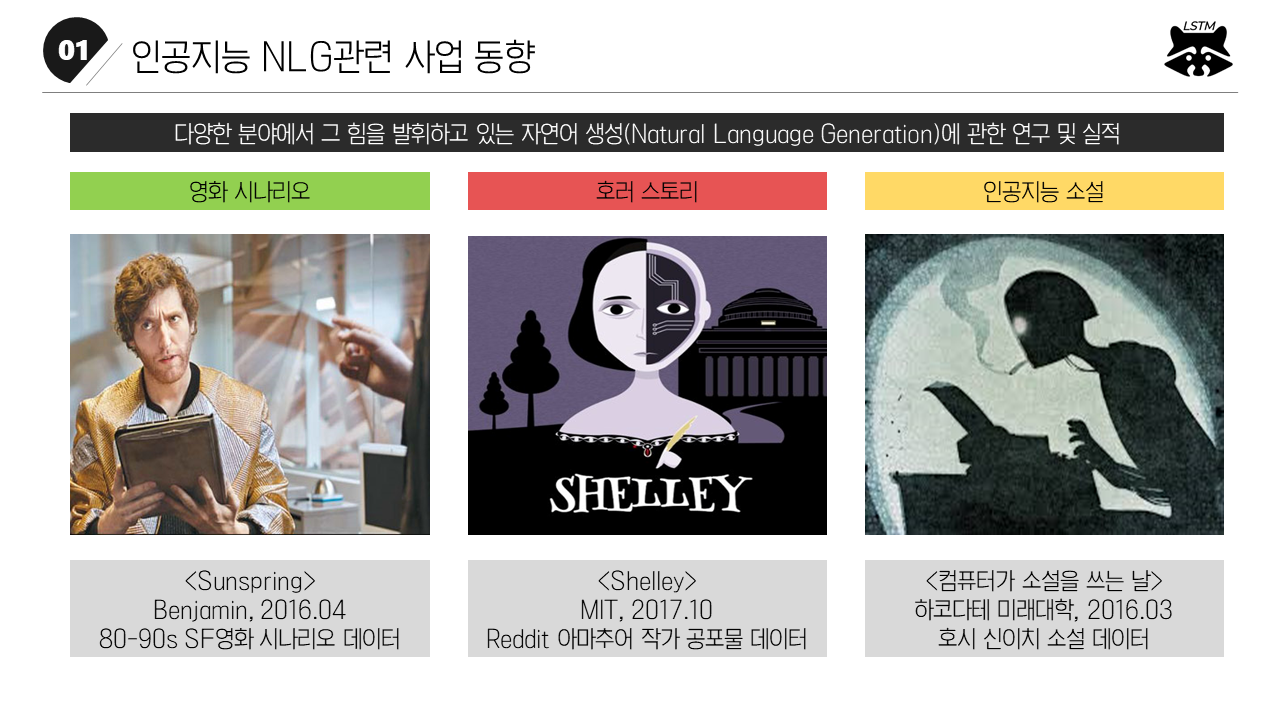 01
인공지능 NLG관련 사업 동향
LSTM
다양한 분야에서 그 힘을 발휘하고 있는 자연어 생성(Natural Language Generation)에 관한 연구 및 실적
영화 시나리오
호러 스토리
인공지능 소설
SHELLEY
<Sunspring>
Benjamin, 2016.04
80-90s SF영화 시나리오 데이터
<Shelley>
MIT, 2017.10
Reddit 아마추어 작가 공포물 데이터
<컴퓨터가 소설을 쓰는 날>
하코다테 미래대학, 2016.03
호시 신이치 소설 데이터